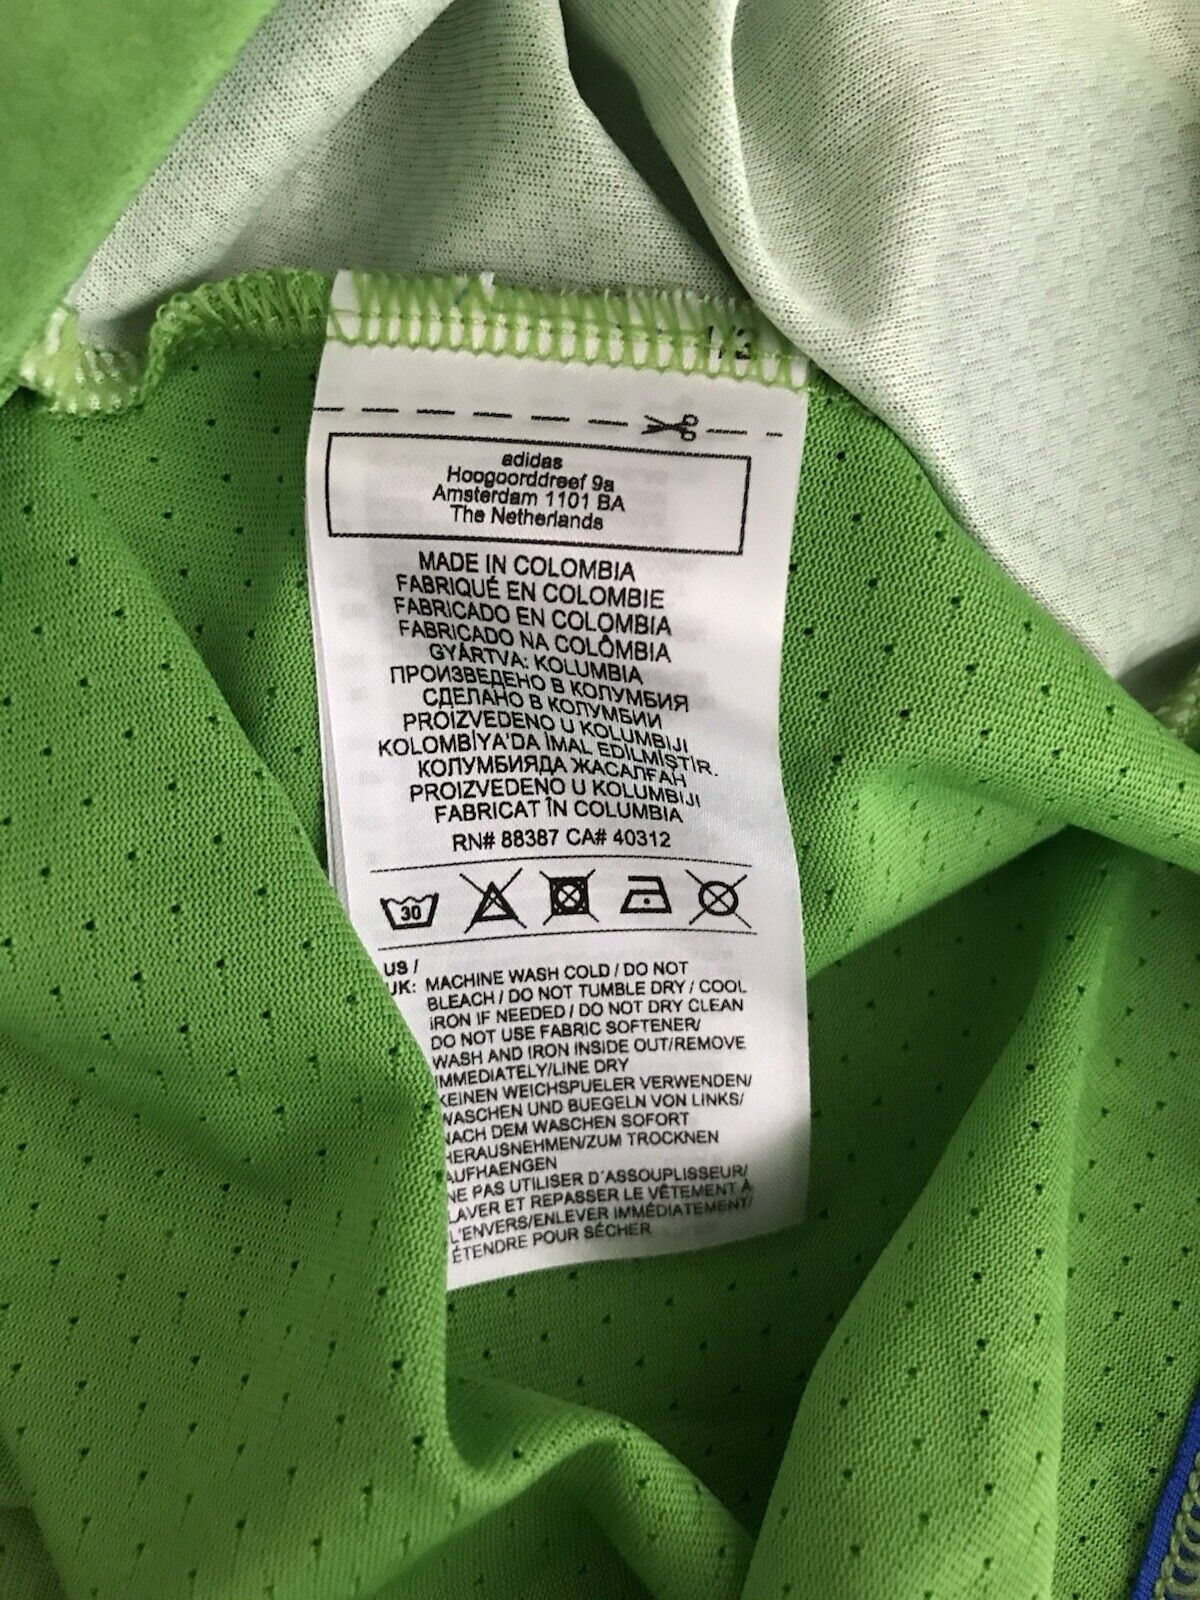 1/3
adidas
Hoogoorddreef 9a
Amsterdam 1101 BA
The Netherlands
MADE IN COLOMBIA
FABRIQUÉ EN COLOMBIE
FABRICADO EN COLOMBIA
FABRICADO NA COLÔMBIA
GYÁRTVA: KOLUMBIA
ПРОИЗВЕДЕНО В КОЛУМБИЯ
СДЕЛАНО В КОЛУМБИИ
PROIZVEDENO U KOLUMBIJI
KOLOMBİYA'DA İMAL EDİLMİŞTİR.
КОЛУМБИЯДА ЖАСАЛҒАН
PROIZVEDENO U KOLUMBIJI
FABRICAT ÎN COLUMBIA
RN# 88387 CA# 40312
30
US /
UK: MACHINE WASH COLD / DO NOT
BLEACH / DO NOT TUMBLE DRY / COOL
IRON IF NEEDED / DO NOT DRY CLEAN
DO NOT USE FABRIC SOFTENER/
WASH AND IRON INSIDE OUT/REMOVE
IMMEDIATELY/LINE DRY
KEINEN WEICHSPUELER VERWENDEN/
WASCHEN UND BUEGELN VON LINKS/
NACH DEM WASCHEN SOFORT
HERAUSNEHMEN/ZUM TROCKNEN
AUFHAENGEN
NE PAS UTILISER D'ASSOUPLISSEUR/
LAVER ET REPASSER LE VÊTEMENT À
L'ENVERS/ENLEVER IMMÉDIATEMENT/
ÉTENDRE POUR SÉCHER